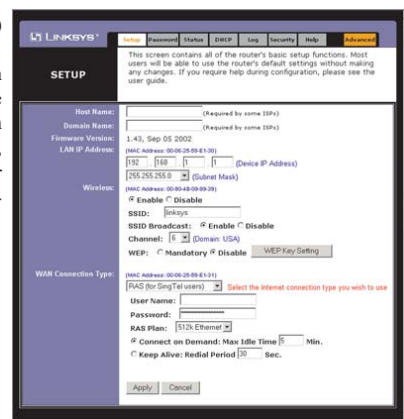 LINKSYS®
Setup Password Status DHCP Log Security Help Advanced
SETUP
This screen contains all of the router's basic setup functions. Most
users will be able to use the router's default settings without making
any changes. If you require help during configuration, please see the
user guide.
Host Name: (Required by some ISPs)
Domain Name: (Required by some ISPs)
Firmware Version: 1.43, Sep 05 2002
LAN IP Address: (MAC Address: 00-06-25-59-E1-30)
192 . 168 . 1 . 1 (Device IP Address)
255.255.255.0 (Subnet Mask)
Wireless: (MAC Address: 00-90-4B-09-99-39)
Enable Disable
SSID: linksys
SSID Broadcast: Enable Disable
Channel: 6 (Domain: USA)
WEP: Mandatory Disable WEP Key Setting
WAN Connection Type: (MAC Address: 00-06-25-59-E1-31)
RAS (for SingTel users) Select the Internet connection type you wish to use
User Name:
Password: ****************
RAS Plan: 512k Ethernet
Connect on Demand: Max Idle Time 5 Min.
Keep Alive: Redial Period 30 Sec.
Apply Cancel